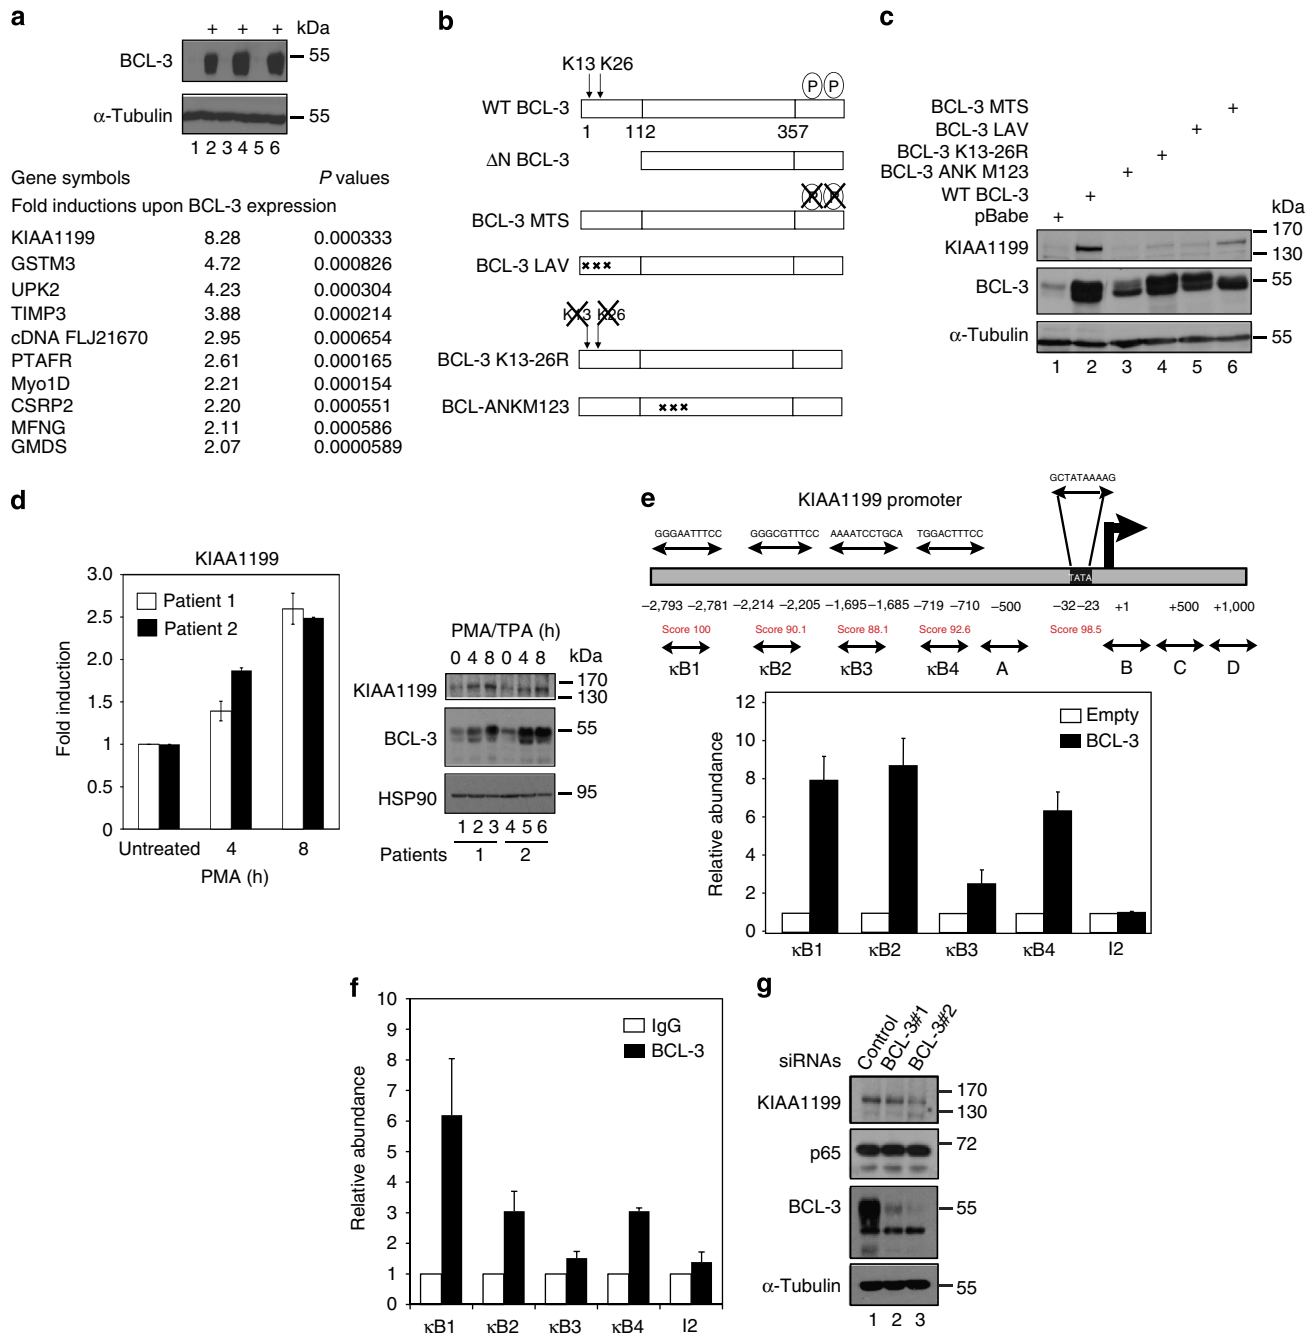 a
+ + + kDa
BCL-3
55
α-Tubulin
55
1 2 3 4 5 6
Gene symbols P values
Fold inductions upon BCL-3 expression
KIAA1199 8.28 0.000333
GSTM3 4.72 0.000826
UPK2 4.23 0.000304
TIMP3 3.88 0.000214
cDNA FLJ21670 2.95 0.000654
PTAFR 2.61 0.000165
Myo1D 2.21 0.000154
CSRP2 2.20 0.000551
MFNG 2.11 0.000586
GMDS 2.07 0.0000589
b
K13 K26
P P
WT BCL-3
1 112 357
ΔN BCL-3
P P
BCL-3 MTS
BCL-3 LAV
×××
K13 K26
BCL-3 K13-26R
BCL-ANKM123
×××
c
BCL-3 MTS +
BCL-3 LAV +
BCL-3 K13-26R +
BCL-3 ANK M123 +
WT BCL-3 +
pBabe +
kDa
170
KIAA1199
130
BCL-3
55
α-Tubulin
55
1 2 3 4 5 6
d
KIAA1199
3.0
2.5
2.0
1.5
1
0.5
0
Fold induction
Patient 1
Patient 2
Untreated 4 8
PMA (h)
PMA/TPA (h)
0 4 8 0 4 8 kDa
KIAA1199
170
130
BCL-3
55
HSP90
95
1 2 3 4 5 6
Patients 1 2
e
KIAA1199 promoter
GCTATAAAAG
GGGAATTTCC GGGCGTTTCC AAAATCCTGCA TGGACTTTCC
TATA
−2,793 −2,781 −2,214 −2,205 −1,695 −1,685 −719 −710 −500 −32 −23 +1 +500 +1,000
Score 100 Score 90.1 Score 88.1 Score 92.6 Score 98.5
κB1 κB2 κB3 κB4 A B C D
Empty
BCL-3
12
10
8
6
4
2
0
Relative abundance
κB1 κB2 κB3 κB4 I2
f
10
9
8
7
6
5
4
3
2
1
0
Relative abundance
IgG
BCL-3
κB1 κB2 κB3 κB4 I2
g
siRNAs
Control
BCL-3#1
BCL-3#2
KIAA1199
170
130
p65
72
BCL-3
55
α-Tubulin
55
1 2 3